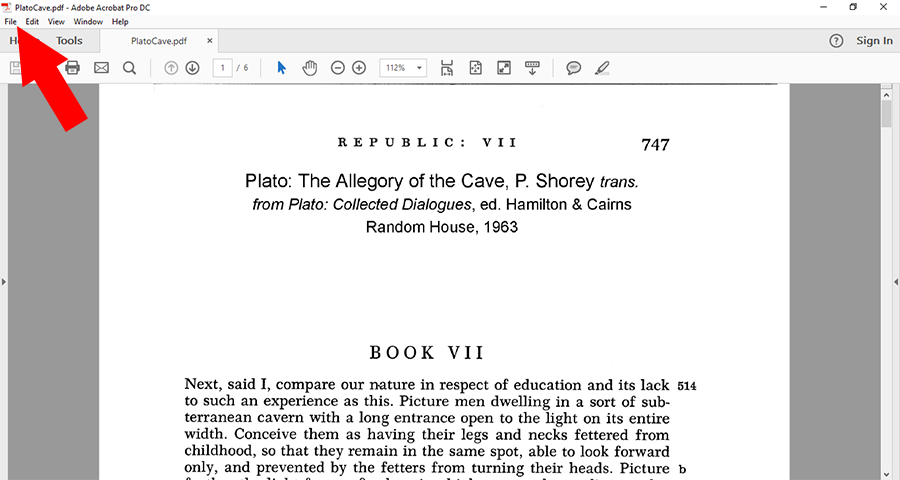 PlatoCave.pdf - Adobe Acrobat Pro DC
File Edit View Window Help
Tools PlatoCave.pdf × ? Sign In
1 / 6 112%
REPUBLIC: VII 747
Plato: The Allegory of the Cave, P. Shorey trans.
from Plato: Collected Dialogues, ed. Hamilton & Cairns
Random House, 1963
BOOK VII
Next, said I, compare our nature in respect of education and its lack 514
to such an experience as this. Picture men dwelling in a sort of sub-
terranean cavern with a long entrance open to the light on its entire
width. Conceive them as having their legs and necks fettered from
childhood, so that they remain in the same spot, able to look forward
only, and prevented by the fetters from turning their heads. Picture b